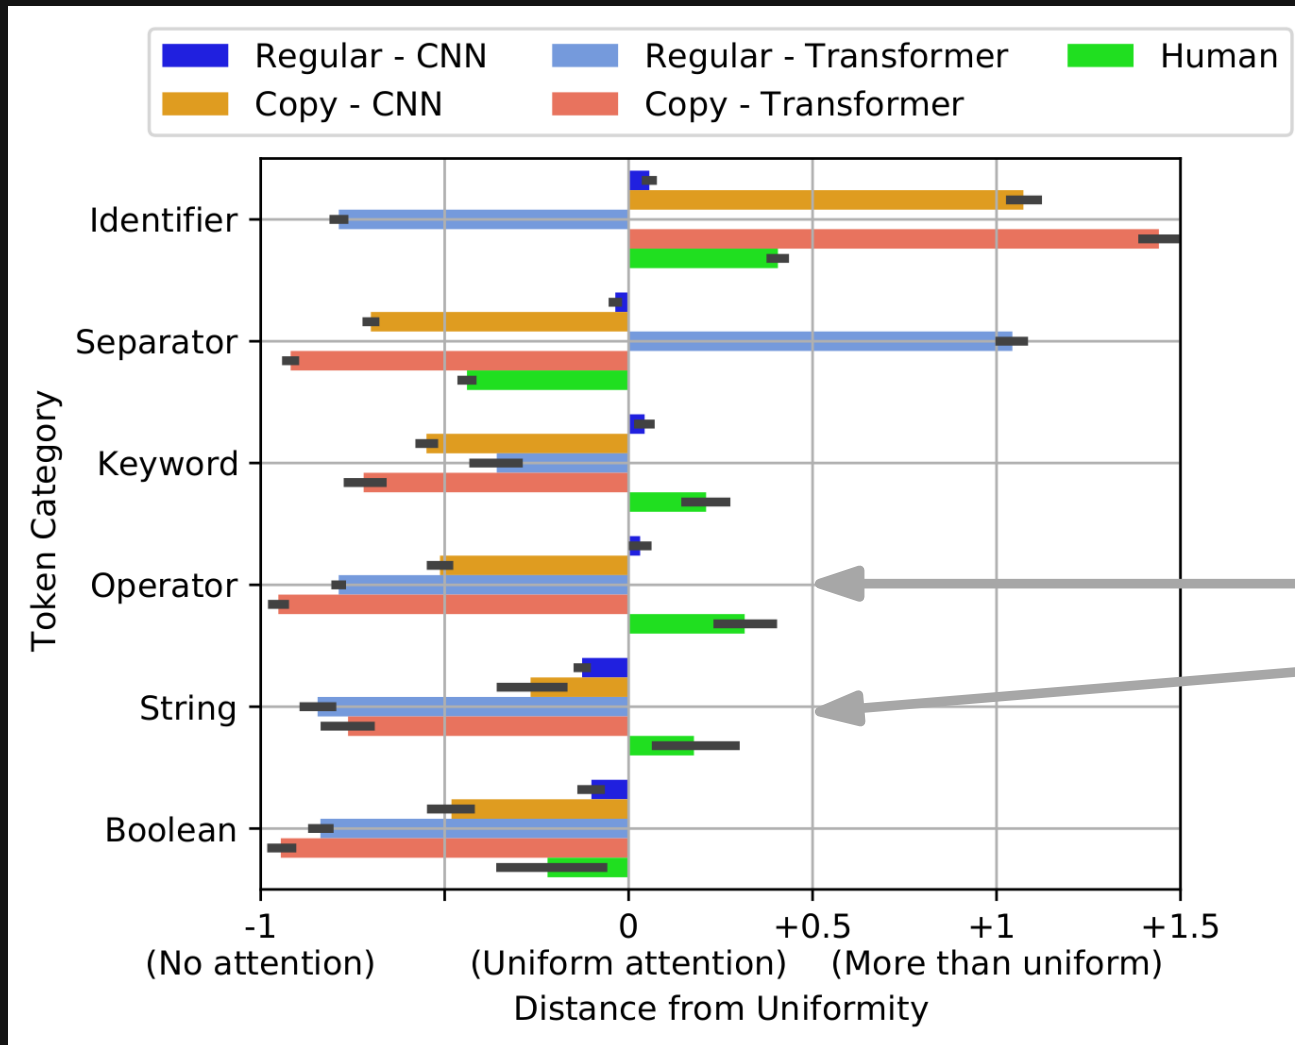 Regular - CNN Regular - Transformer Human
Copy - CNN Copy - Transformer
Identifier
Separator
Keyword
Operator
String
Boolean
Token Category
-1 0 +0.5 +1 +1.5
(No attention) (Uniform attention) (More than uniform)
Distance from Uniformity